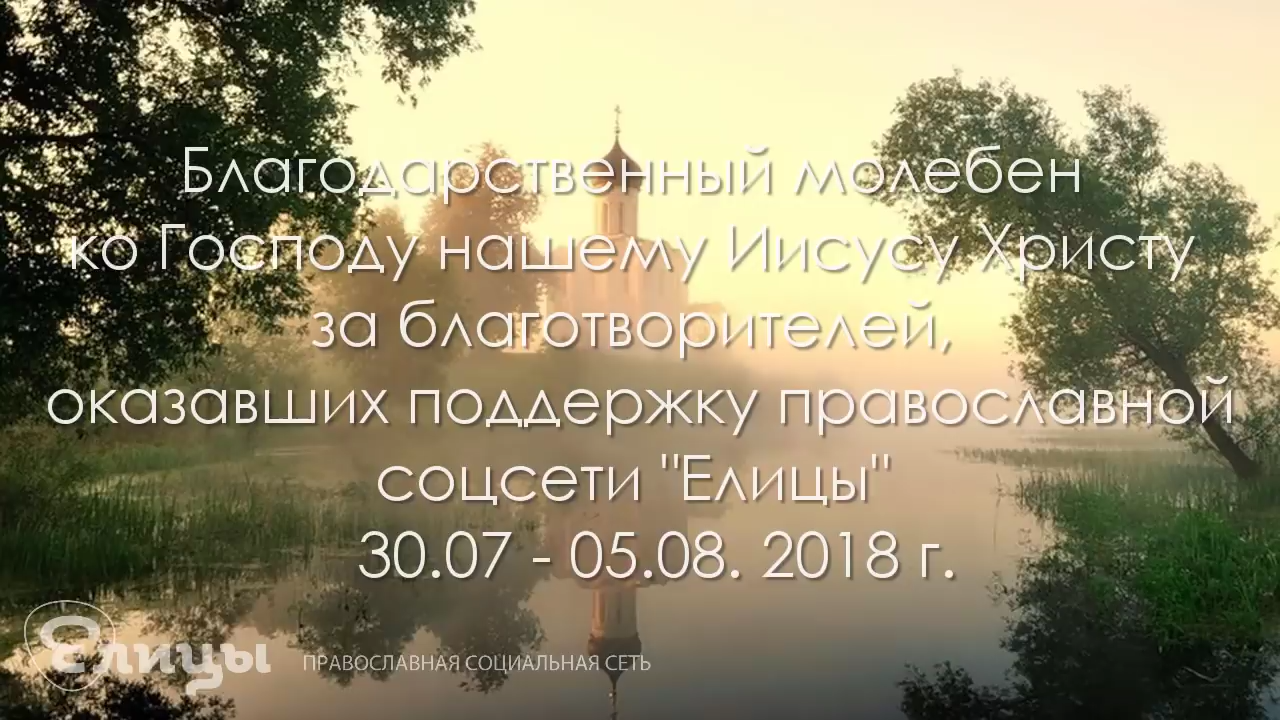 Благодарственный молебен
ко Господу нашему Иисусу Христу
за благотворителей,
оказавших поддержку православной
соцсети "Елицы"
30.07 - 05.08. 2018 г.
Елицы ПРАВОСЛАВНАЯ СОЦИАЛЬНАЯ СЕТЬ